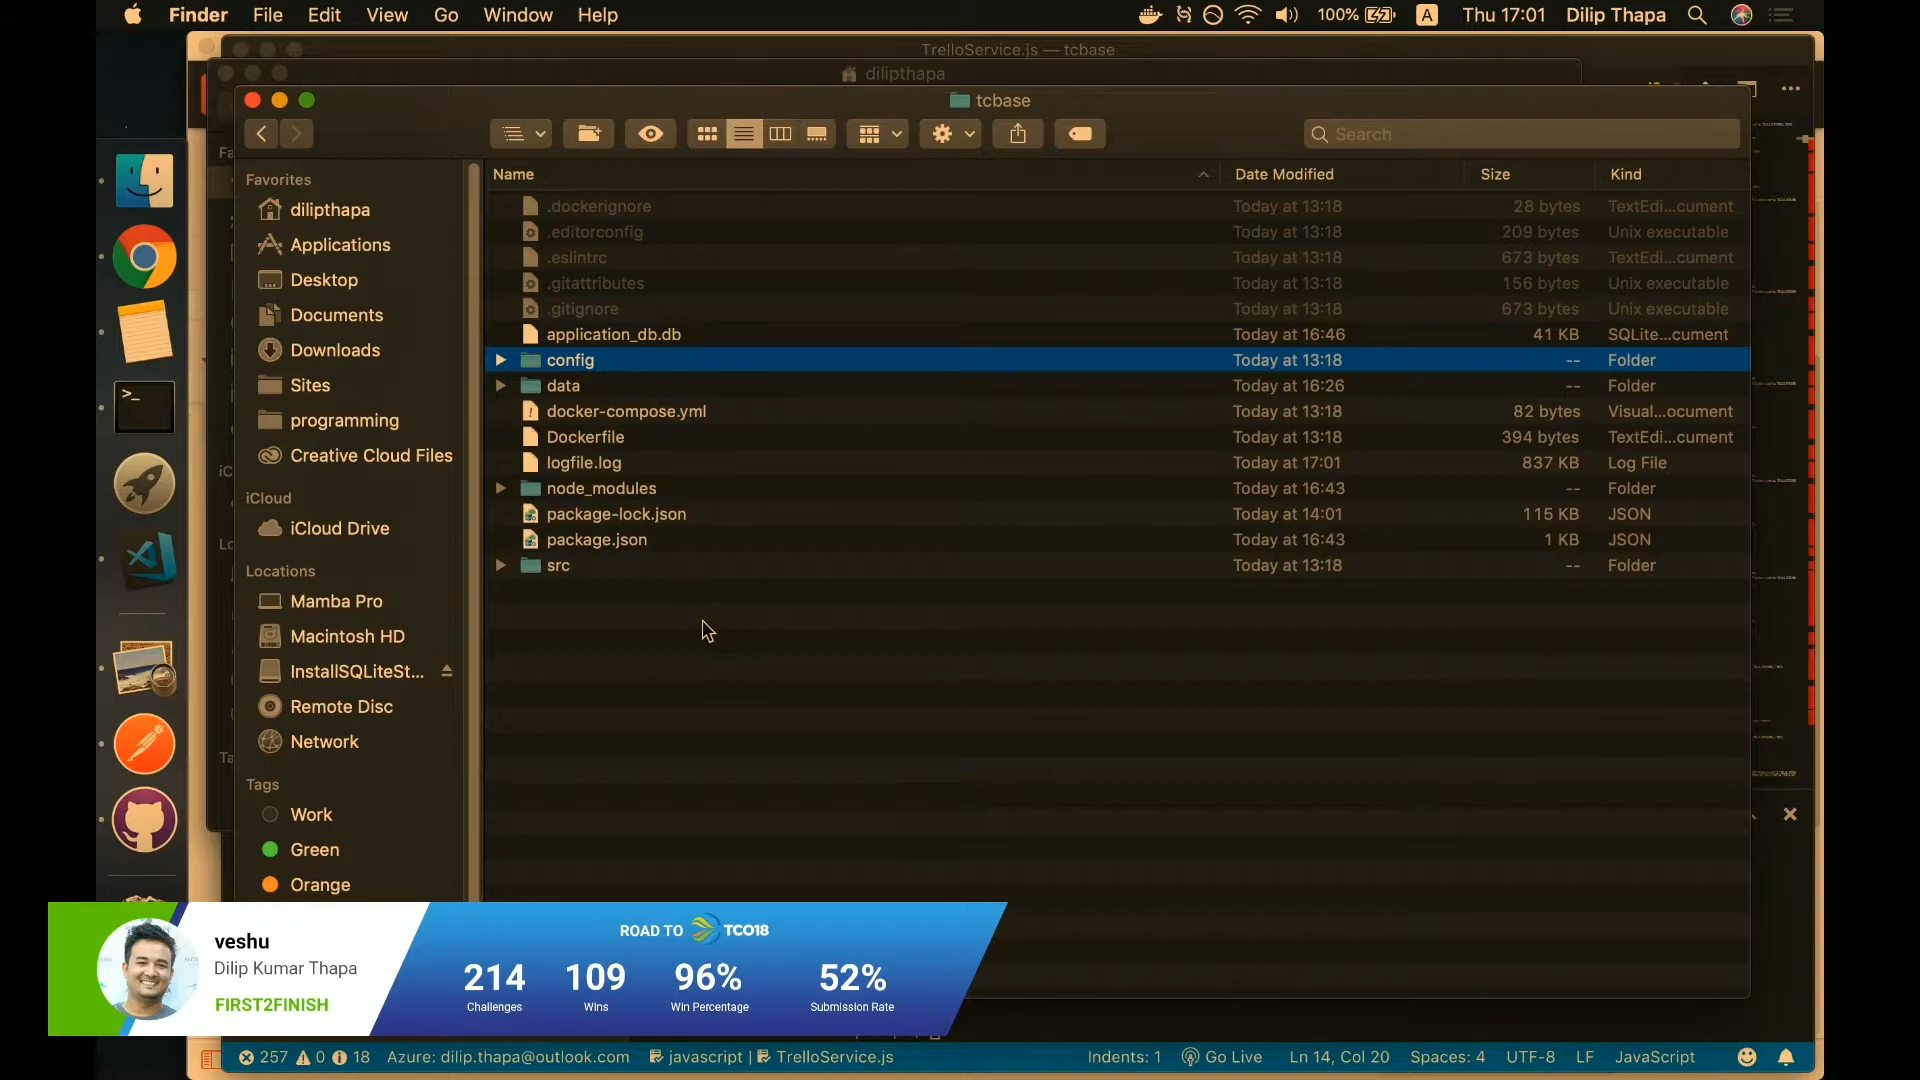 Finder File Edit View Go Window Help 100% A Thu 17:01 Dilip Thapa
TrelloService.js — tcbase
dilipthapa
tcbase
Search
Favorites
dilipthapa
Applications
Desktop
Documents
Downloads
Sites
programming
Creative Cloud Files
iCloud
iCloud Drive
Locations
Mamba Pro
Macintosh HD
InstallSQLiteSt...
Remote Disc
Network
Tags
Work
Green
Orange
Name Date Modified Size Kind
.dockerignore Today at 13:18 28 bytes TextEdi...cument
.editorconfig Today at 13:18 209 bytes Unix executable
.eslintrc Today at 13:18 673 bytes TextEdi...cument
.gitattributes Today at 13:18 156 bytes Unix executable
.gitignore Today at 13:18 673 bytes Unix executable
application_db.db Today at 16:46 41 KB SQLite...cument
config Today at 13:18 -- Folder
data Today at 16:26 -- Folder
docker-compose.yml Today at 13:18 82 bytes Visual...ocument
Dockerfile Today at 13:18 394 bytes TextEdi...cument
logfile.log Today at 17:01 837 KB Log File
node_modules Today at 16:43 -- Folder
package-lock.json Today at 14:01 115 KB JSON
package.json Today at 16:43 1 KB JSON
src Today at 13:18 -- Folder
veshu
Dilip Kumar Thapa
FIRST2FINISH
ROAD TO TCO18
214 109 96% 52%
Challenges Wins Win Percentage Submission Rate
257 0 18 Azure: dilip.thapa@outlook.com javascript | TrelloService.js Indents: 1 Go Live Ln 14, Col 20 Spaces: 4 UTF-8 LF JavaScript